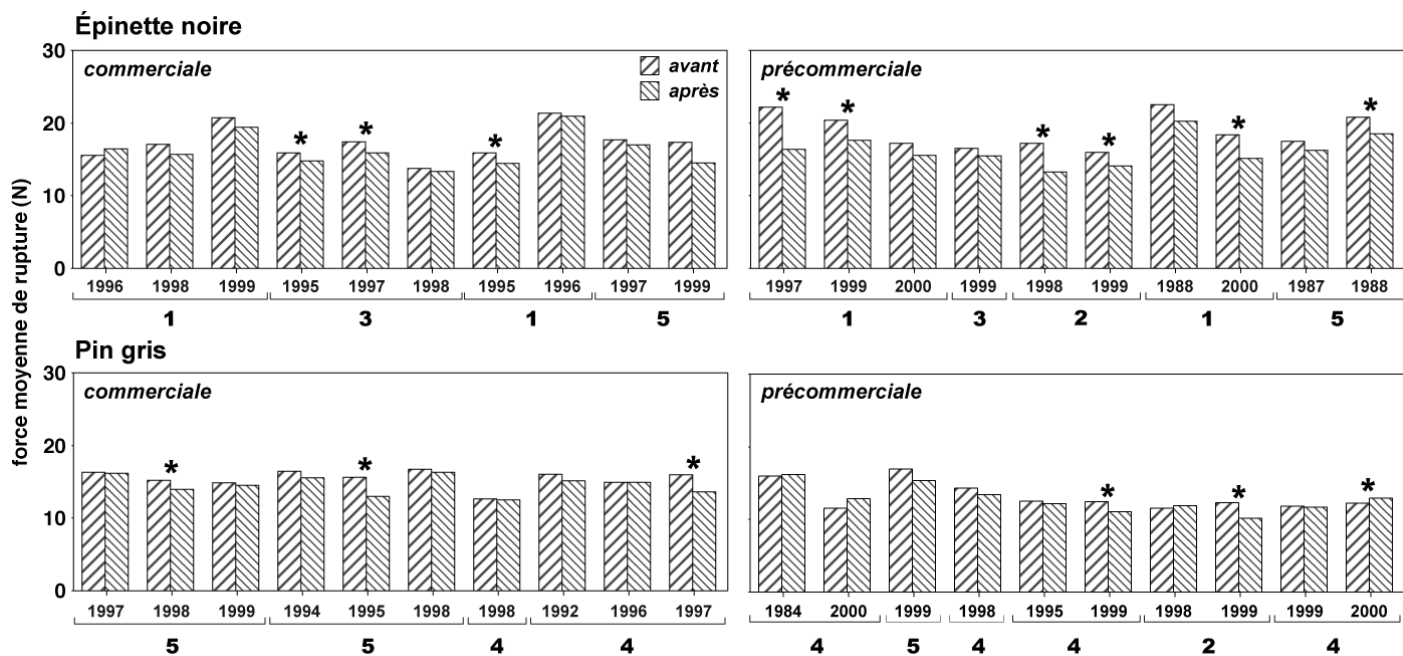 Épinette noire
force moyenne de rupture (N)
30
20
10
0
commerciale
avant
après
* * *
1996 1998 1999 1995 1997 1998 1995 1996 1997 1999
1 3 1 5
précommerciale
* * * * * *
1997 1999 2000 1999 1998 1999 1988 2000 1987 1988
1 3 2 1 5
Pin gris
30
20
10
0
commerciale
* * *
1997 1998 1999 1994 1995 1998 1998 1992 1996 1997
5 5 4 4
précommerciale
* * *
1984 2000 1999 1998 1995 1999 1998 1999 1999 2000
4 5 4 4 2 4